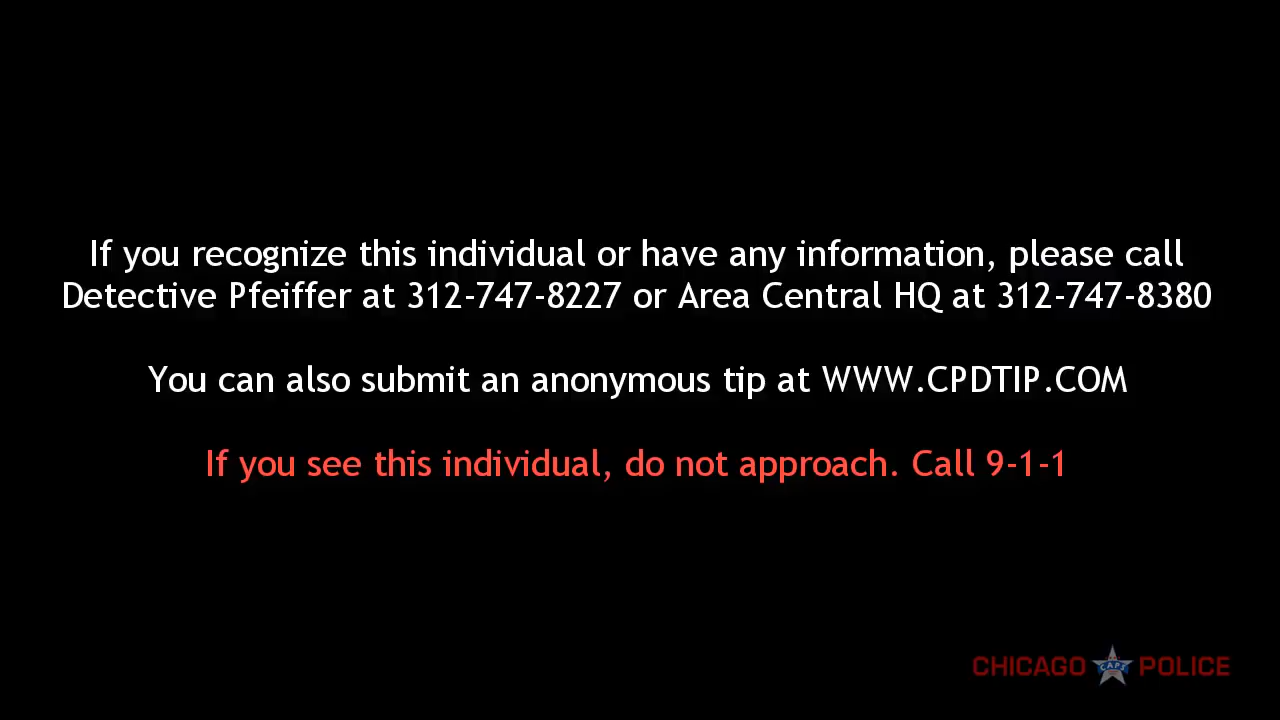 If you recognize this individual or have any information, please call
Detective Pfeiffer at 312-747-8227 or Area Central HQ at 312-747-8380
You can also submit an anonymous tip at WWW.CPDTIP.COM
If you see this individual, do not approach. Call 9-1-1
CHICAGO CAPS POLICE